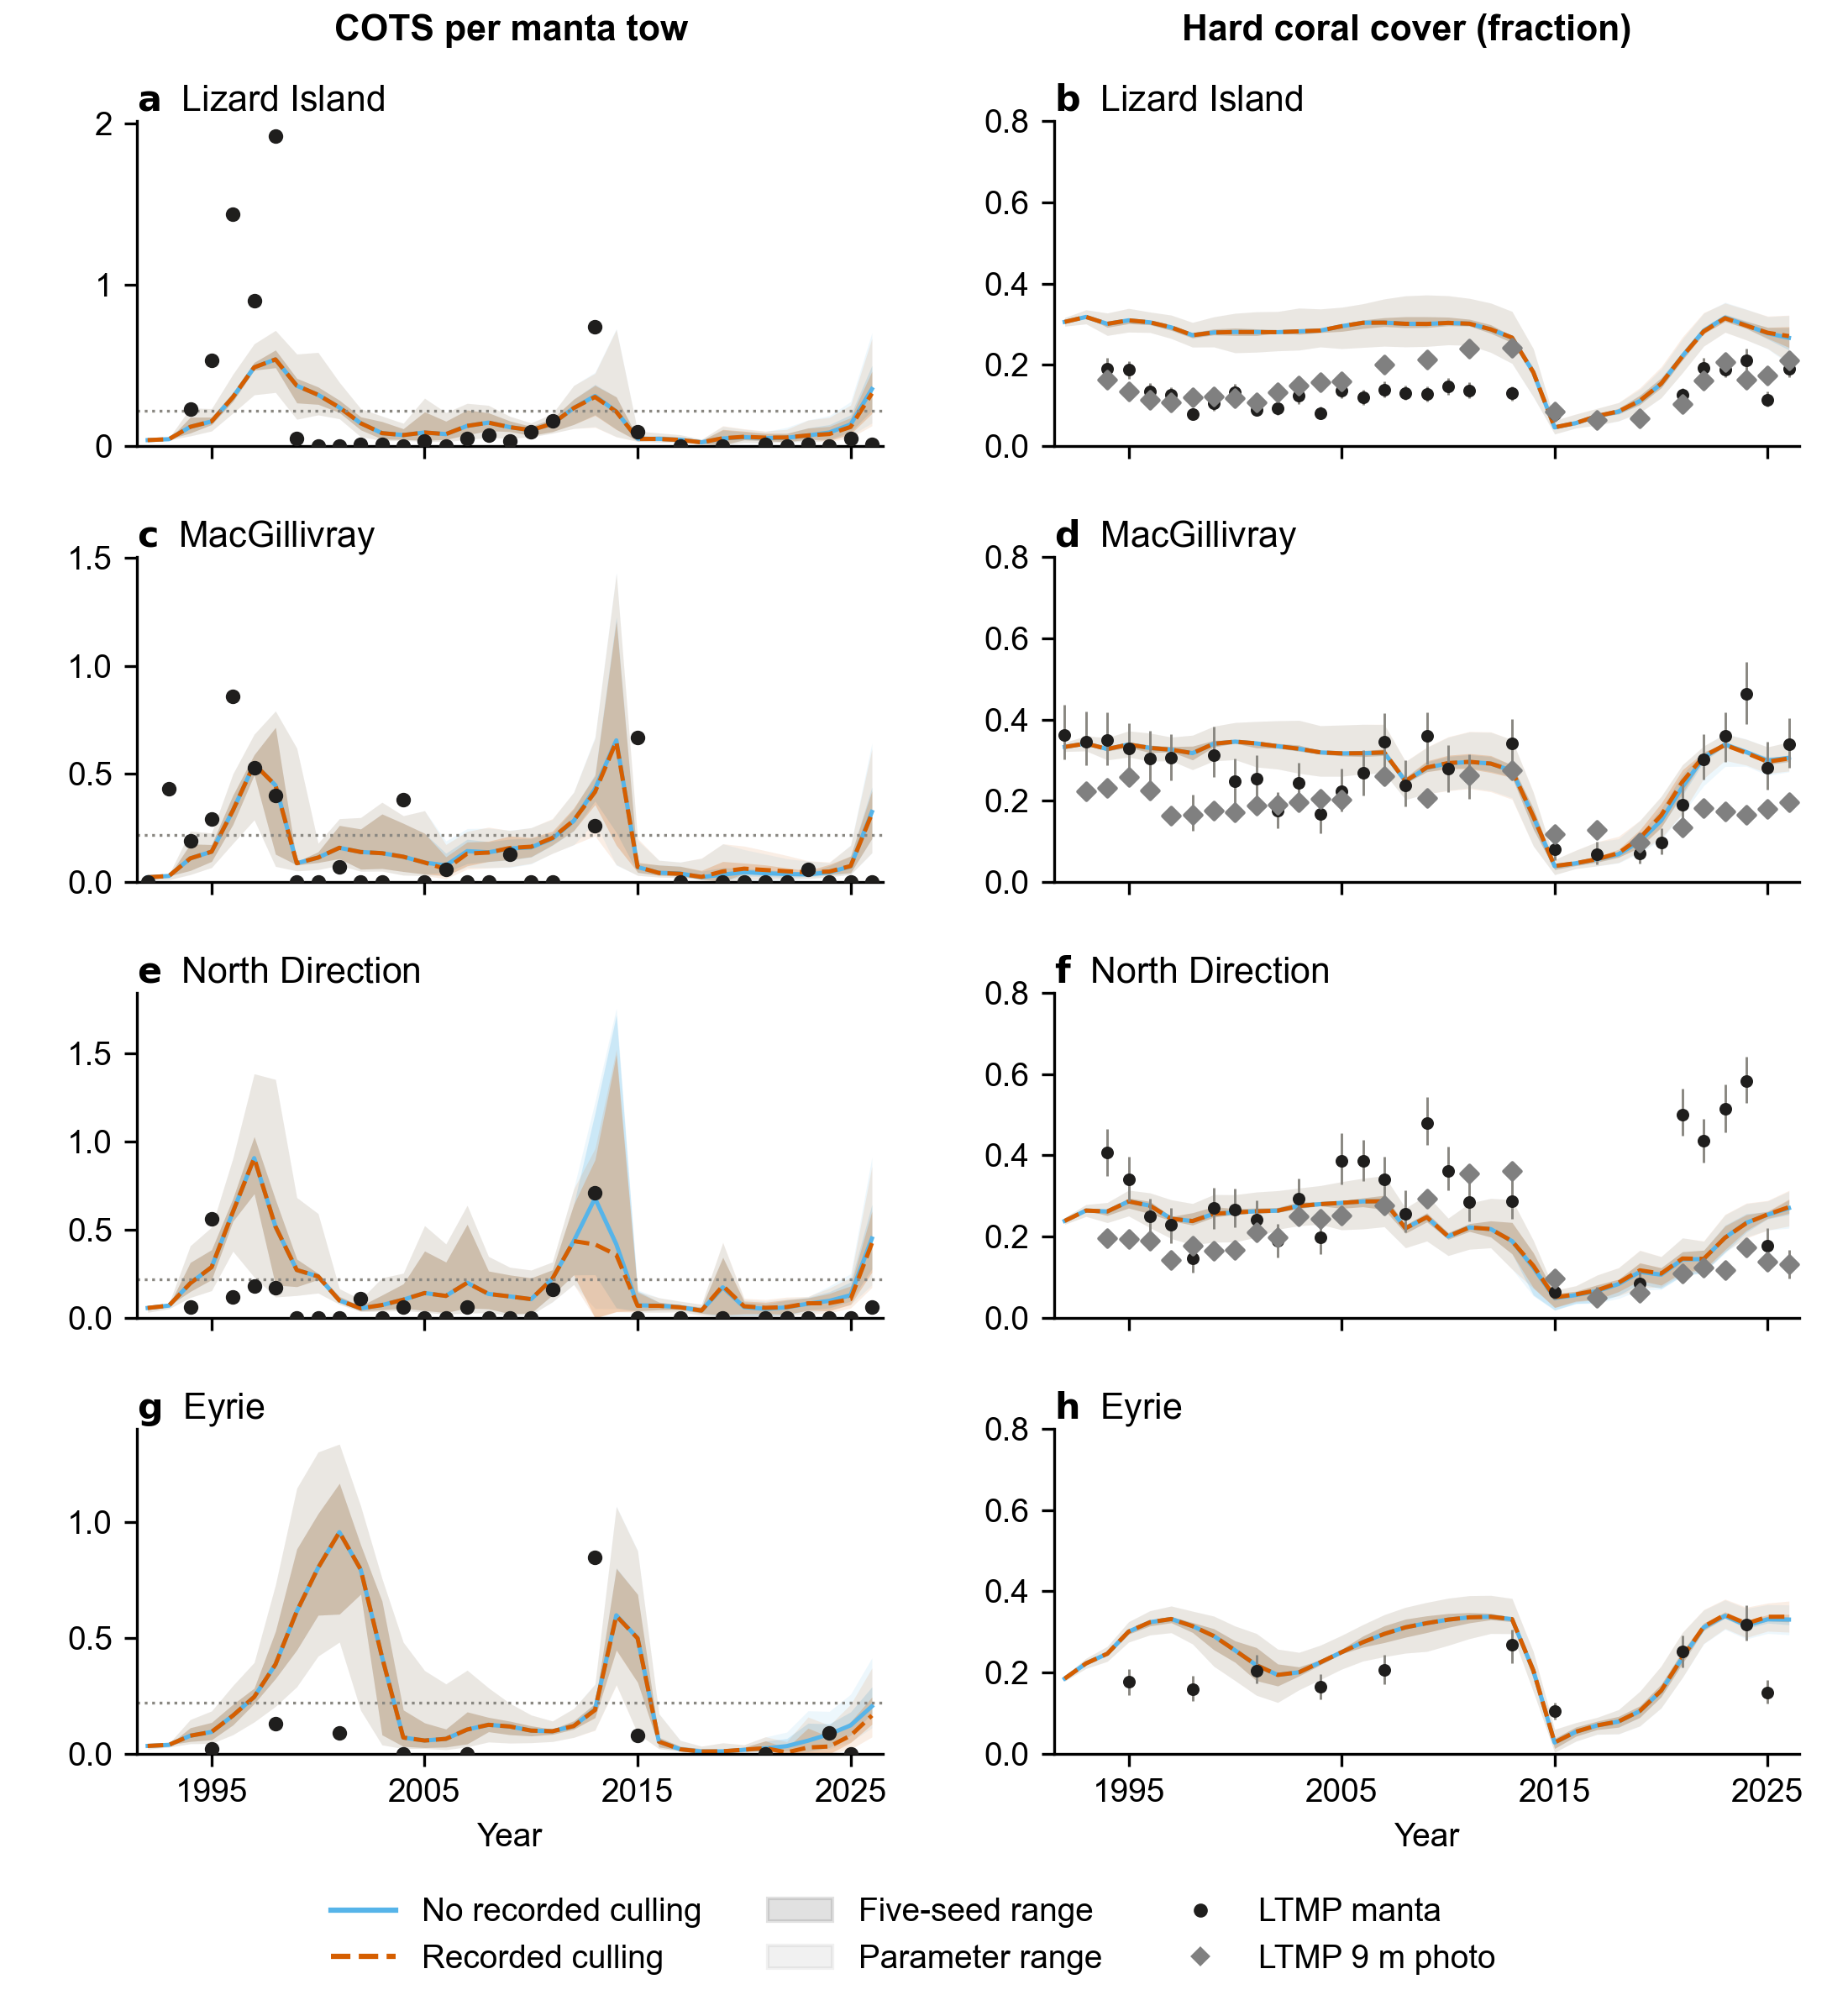 COTS per manta tow
Hard coral cover (fraction)
a Lizard Island
b Lizard Island
2
1
0
0.8
0.6
0.4
0.2
0.0
c MacGillivray
d MacGillivray
1.5
1.0
0.5
0.0
0.8
0.6
0.4
0.2
0.0
e North Direction
f North Direction
1.5
1.0
0.5
0.0
0.8
0.6
0.4
0.2
0.0
g Eyrie
h Eyrie
1.0
0.5
0.0
0.8
0.6
0.4
0.2
0.0
1995 2005 2015 2025
1995 2005 2015 2025
Year
Year
No recorded culling
Five-seed range
LTMP manta
Recorded culling
Parameter range
LTMP 9 m photo